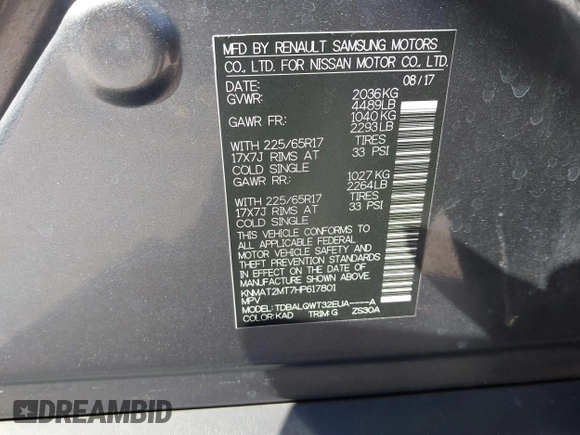 MFD BY RENAULT SAMSUNG MOTORS
CO., LTD. FOR NISSAN MOTOR CO., LTD.
DATE: 08/17
GVWR: 2036KG
4489LB
GAWR FR: 1040 KG
2293LB
WITH 225/65R17 TIRES
17X7J RIMS AT 33 PSI
COLD SINGLE
GAWR RR: 1027 KG
2264LB
WITH 225/65R17 TIRES
17X7J RIMS AT 33 PSI
COLD SINGLE
THIS VEHICLE CONFORMS TO
ALL APPLICABLE FEDERAL
MOTOR VEHICLE SAFETY AND
THEFT PREVENTION STANDARDS
IN EFFECT ON THE DATE OF
MANUFACTURE SHOWN ABOVE.
KNMAT2MT7HP617801
MPV
MODEL: TDBALGWT32EUA----A
COLOR: KAD TRIM: G ZS30A
DREAMBID